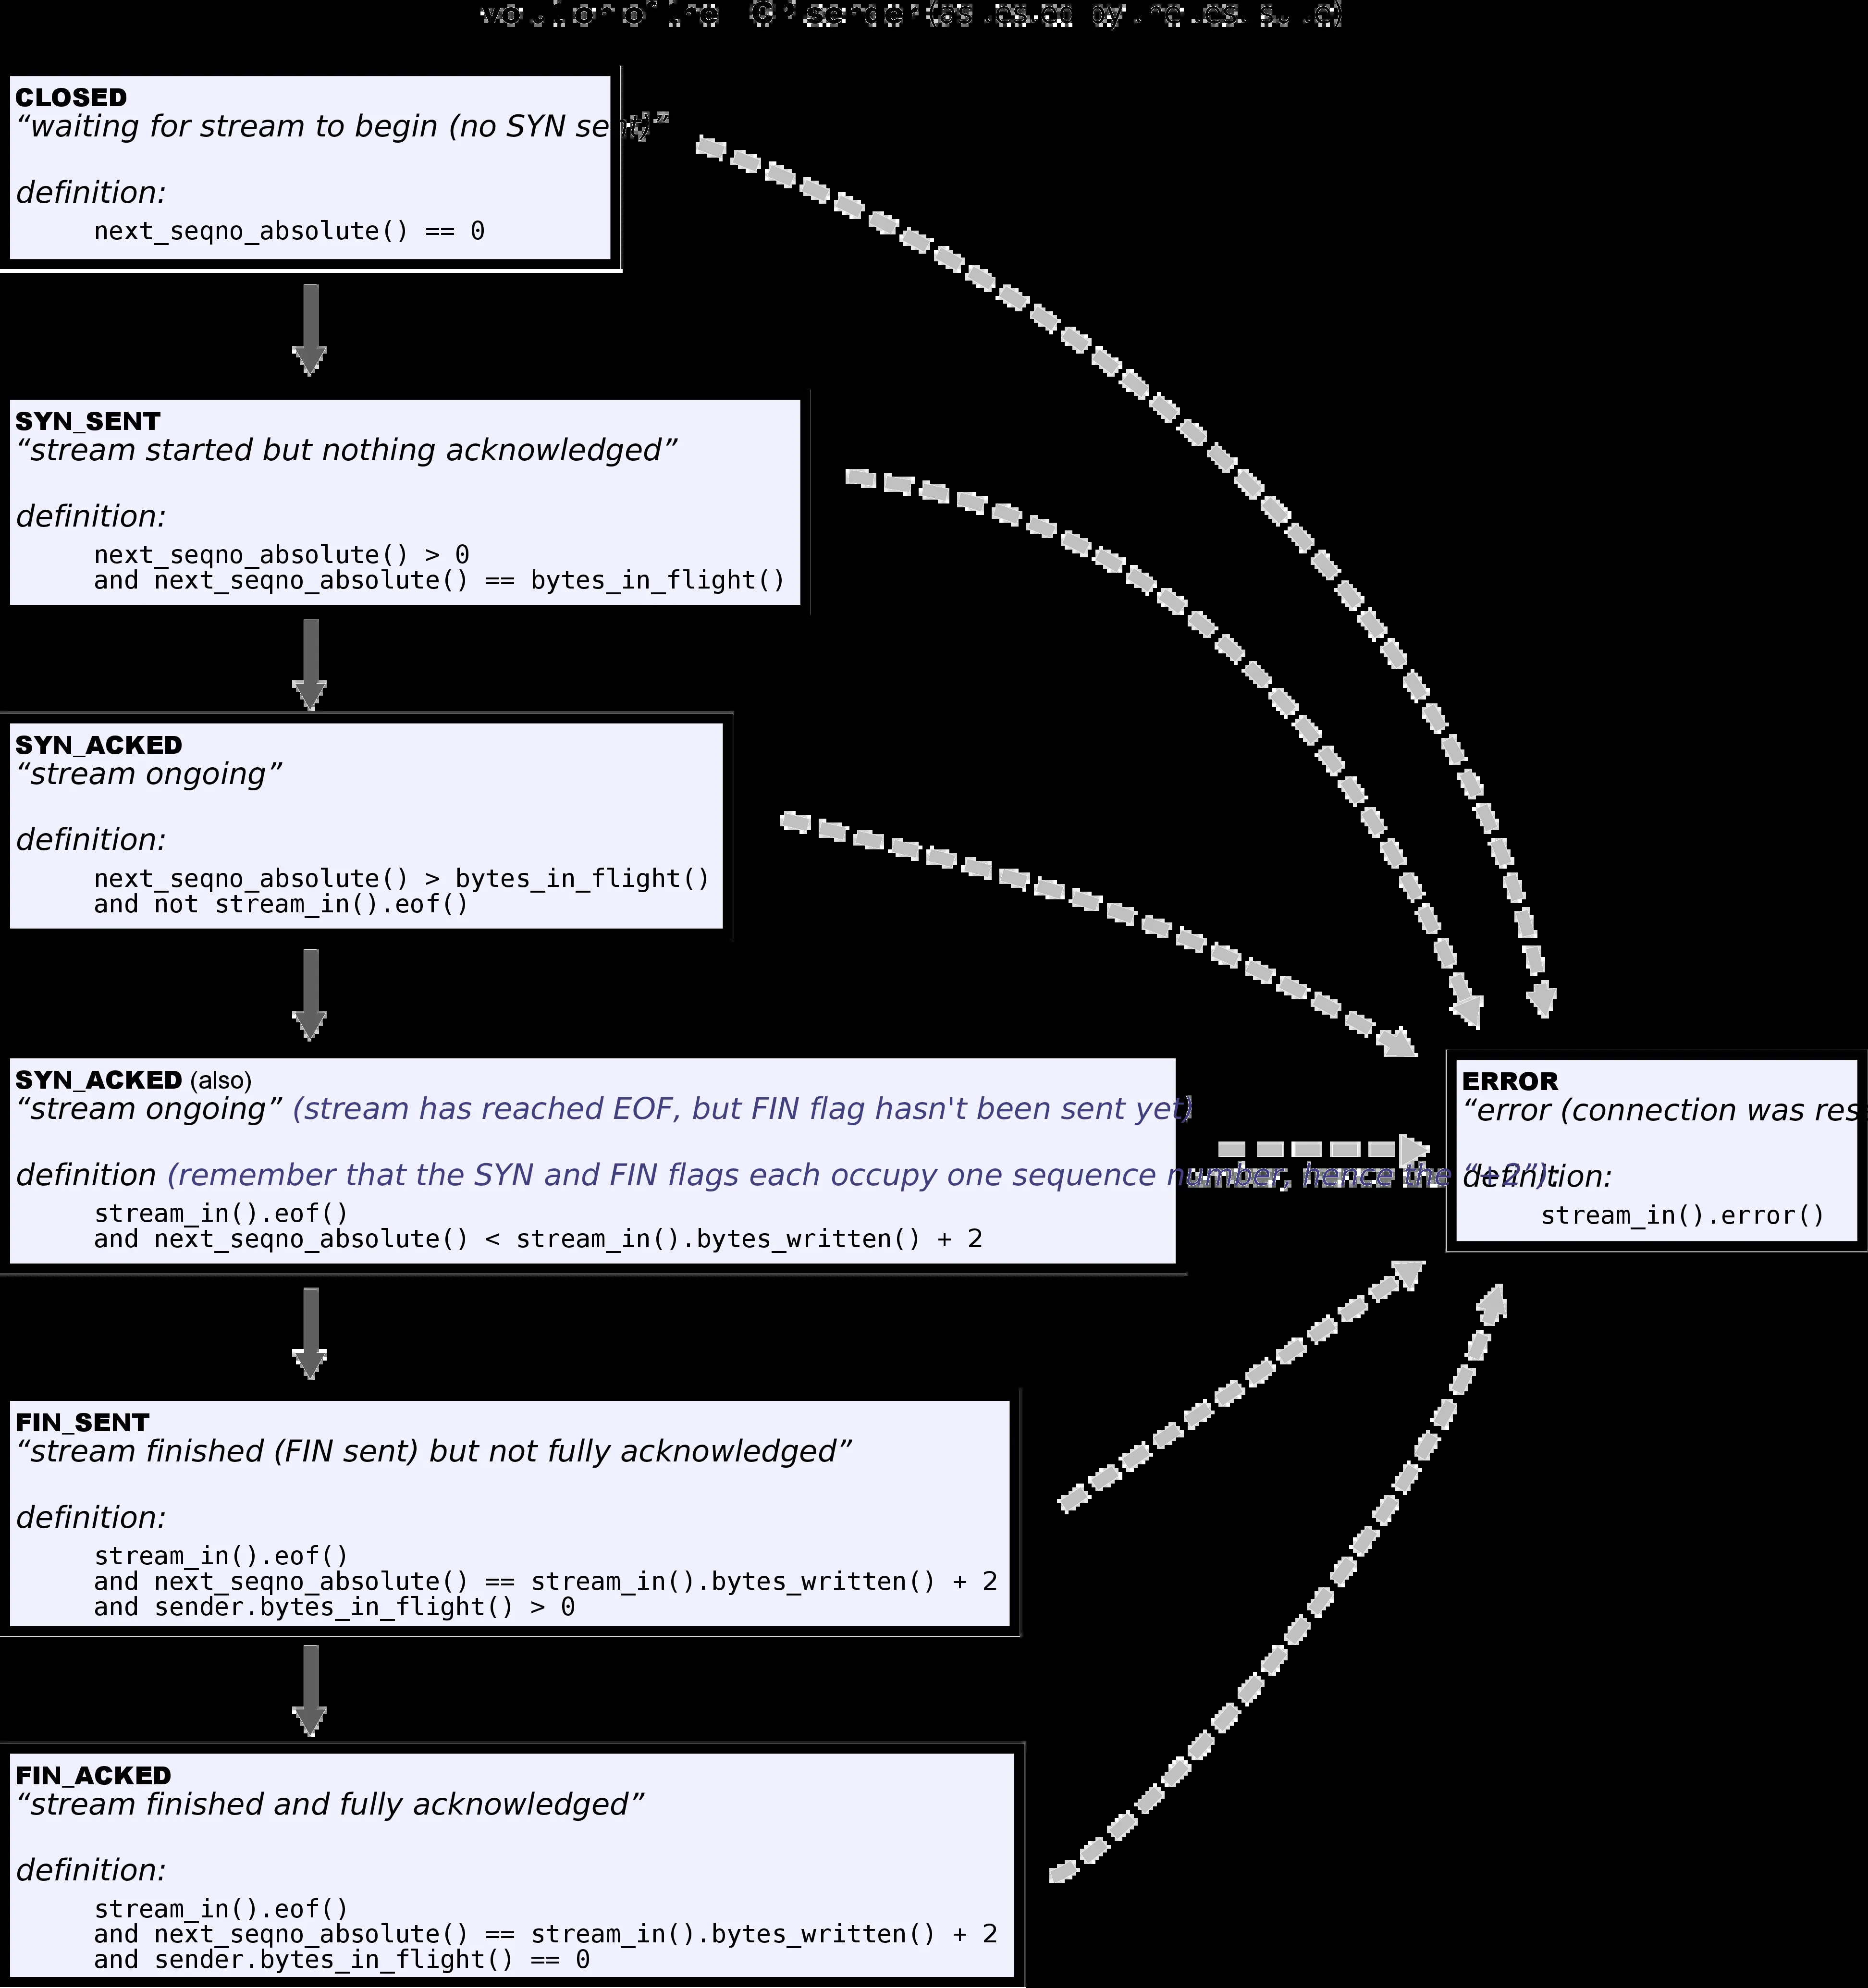 CLOSED
“waiting for stream to begin (no SYN sent)”
definition:
next_seqno_absolute() == 0
SYN_SENT
“stream started but nothing acknowledged”
definition:
next_seqno_absolute() > 0
and next_seqno_absolute() == bytes_in_flight()
SYN_ACKED
“stream ongoing”
definition:
next_seqno_absolute() > bytes_in_flight()
and not stream_in().eof()
SYN_ACKED (also)
“stream ongoing” (stream has reached EOF, but FIN flag hasn't been sent yet)
definition (remember that the SYN and FIN flags each occupy one sequence number, hence the “+2”):
stream_in().eof()
and next_seqno_absolute() < stream_in().bytes_written() + 2
ERROR
“error (connection was
definition:
stream_in().error()
FIN_SENT
“stream finished (FIN sent) but not fully acknowledged”
definition:
stream_in().eof()
and next_seqno_absolute() == stream_in().bytes_written() + 2
and sender.bytes_in_flight() > 0
FIN_ACKED
“stream finished and fully acknowledged”
definition:
stream_in().eof()
and next_seqno_absolute() == stream_in().bytes_written() + 2
and sender.bytes_in_flight() == 0